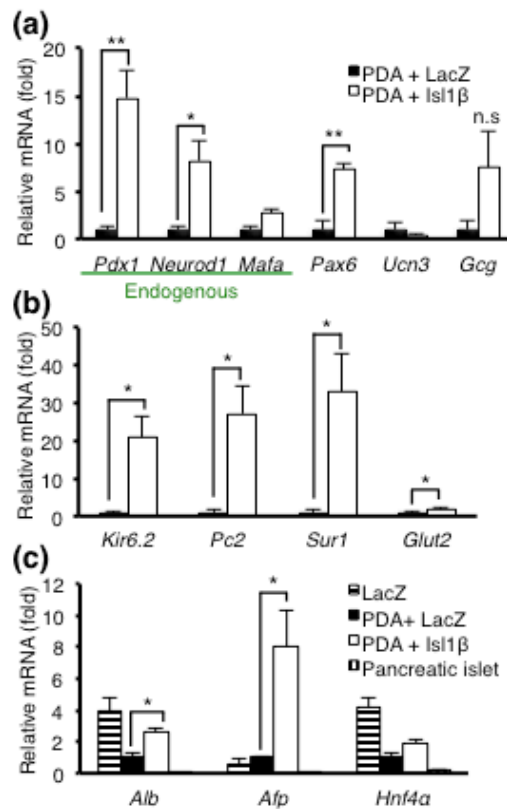 (a)
Relative mRNA (fold)
20
15
10
5
0
**
*
**
n.s
PDA + LacZ
PDA + Isl1β
Pdx1 Neurod1 Mafa Pax6 Ucn3 Gcg
Endogenous
(b)
Relative mRNA (fold)
50
40
30
20
10
0
*
*
*
*
Kir6.2 Pc2 Sur1 Glut2
(c)
Relative mRNA (fold)
12
10
8
6
4
2
0
*
*
LacZ
PDA+ LacZ
PDA + Isl1β
Pancreatic islet
Alb Afp Hnf4α